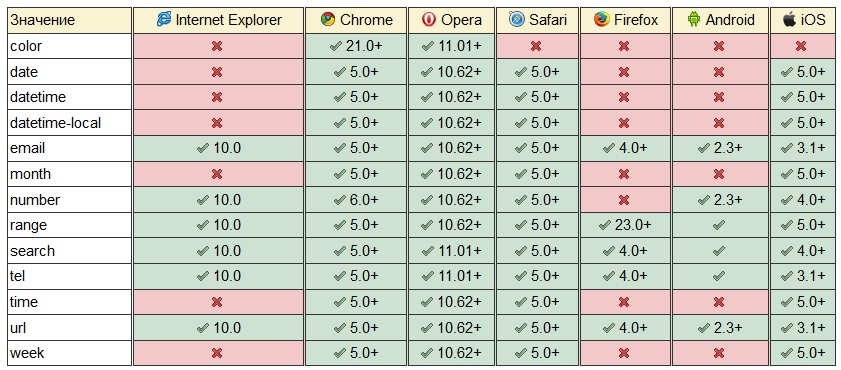 Значение Internet Explorer Chrome Opera Safari Firefox Android iOS
color ✖ ✔ 21.0+ ✔ 11.01+ ✖ ✖ ✖ ✖
date ✖ ✔ 5.0+ ✔ 10.62+ ✔ 5.0+ ✖ ✖ ✔ 5.0+
datetime ✖ ✔ 5.0+ ✔ 10.62+ ✔ 5.0+ ✖ ✖ ✔ 5.0+
datetime-local ✖ ✔ 5.0+ ✔ 10.62+ ✔ 5.0+ ✖ ✖ ✔ 5.0+
email ✔ 10.0 ✔ 5.0+ ✔ 10.62+ ✔ 5.0+ ✔ 4.0+ ✔ 2.3+ ✔ 3.1+
month ✖ ✔ 5.0+ ✔ 10.62+ ✔ 5.0+ ✖ ✖ ✔ 5.0+
number ✔ 10.0 ✔ 6.0+ ✔ 10.62+ ✔ 5.0+ ✖ ✔ 2.3+ ✔ 4.0+
range ✔ 10.0 ✔ 5.0+ ✔ 10.62+ ✔ 5.0+ ✔ 23.0+ ✔ ✔ 5.0+
search ✔ 10.0 ✔ 5.0+ ✔ 11.01+ ✔ 5.0+ ✔ 4.0+ ✔ ✔ 4.0+
tel ✔ 10.0 ✔ 5.0+ ✔ 11.01+ ✔ 5.0+ ✔ 4.0+ ✔ ✔ 3.1+
time ✖ ✔ 5.0+ ✔ 10.62+ ✔ 5.0+ ✖ ✖ ✔ 5.0+
url ✔ 10.0 ✔ 5.0+ ✔ 10.62+ ✔ 5.0+ ✔ 4.0+ ✔ 2.3+ ✔ 3.1+
week ✖ ✔ 5.0+ ✔ 10.62+ ✔ 5.0+ ✖ ✖ ✔ 5.0+